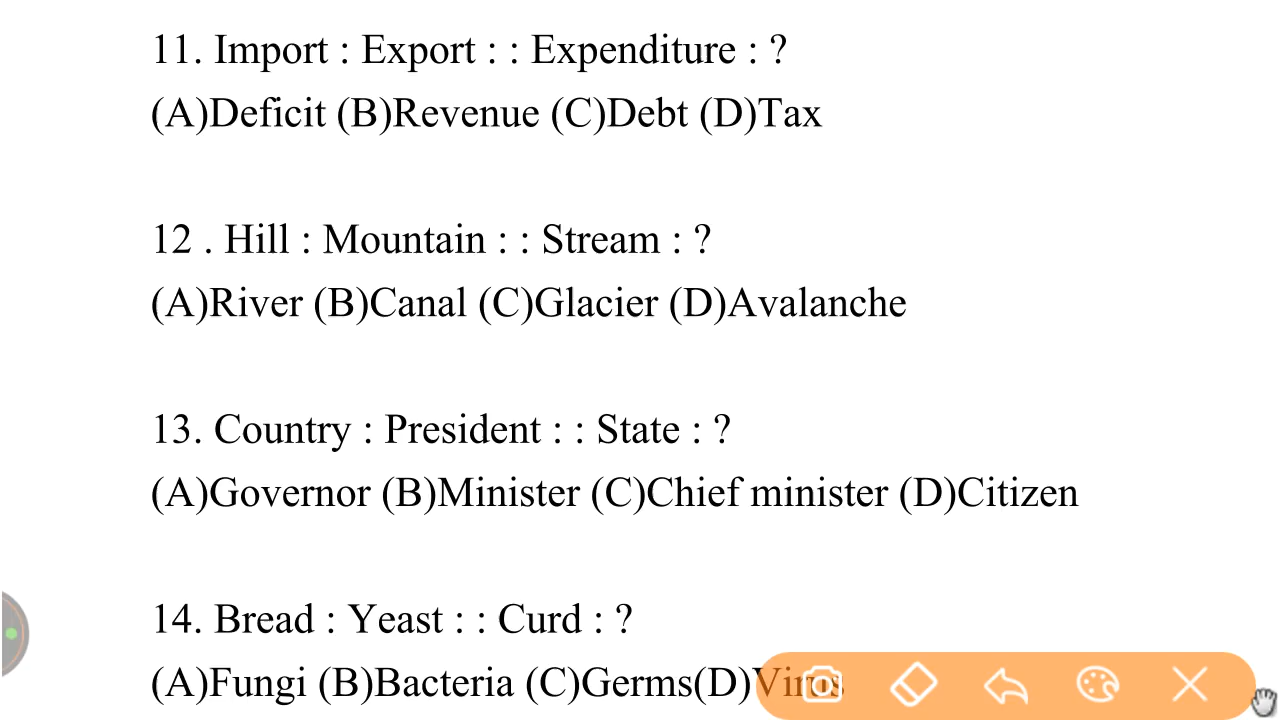 11. Import : Export : : Expenditure : ?
(A)Deficit (B)Revenue (C)Debt (D)Tax
12 . Hill : Mountain : : Stream : ?
(A)River (B)Canal (C)Glacier (D)Avalanche
13. Country : President : : State : ?
(A)Governor (B)Minister (C)Chief minister (D)Citizen
14. Bread : Yeast : : Curd : ?
(A)Fungi (B)Bacteria (C)Germs(D)Virus